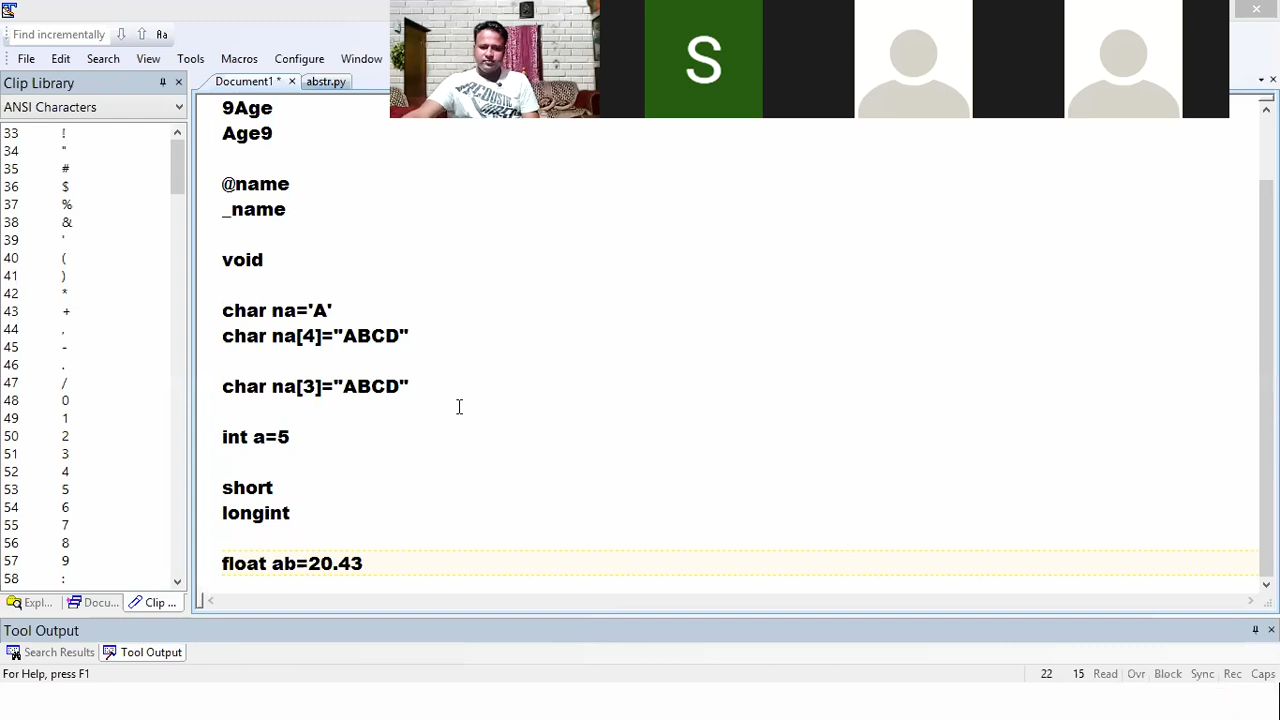 Find incrementally
Aa
File Edit Search View Tools Macros Configure Window
Clip Library
ANSI Characters
Document1 *
abstr.py
S
33 !
34 "
35 #
36 $
37 %
38 &
39 '
40 (
41 )
42 *
43 +
44 ,
45 -
46 .
47 /
48 0
49 1
50 2
51 3
52 4
53 5
54 6
55 7
56 8
57 9
58 :
9Age
Age9
@name
_name
void
char na='A'
char na[4]="ABCD"
char na[3]="ABCD"
int a=5
short
longint
float ab=20.43
Expl... Docu... Clip ...
Tool Output
Search Results Tool Output
For Help, press F1
22 15 Read Ovr Block Sync Rec Caps